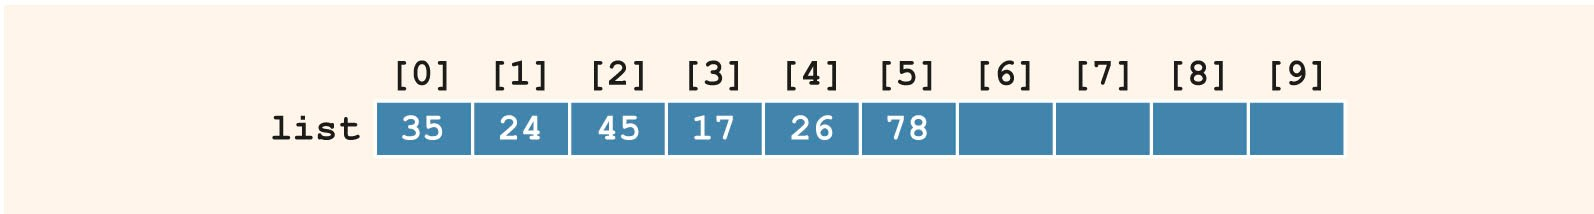 [0] [1] [2] [3] [4] [5] [6] [7] [8] [9]
list 35 24 45 17 26 78